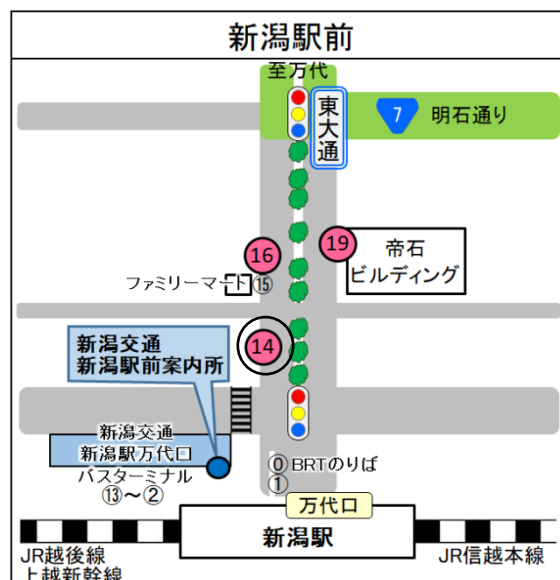 新潟駅前
至万代
東大通
7
明石通り
19
帝石
ビルディング
16
ファミリーマート
⑮
14
新潟交通
新潟駅前案内所
新潟交通
新潟駅万代口
バスターミナル
⑬～②
⓪BRTのりば
①
万代口
新潟駅
JR越後線
上越新幹線
JR信越本線